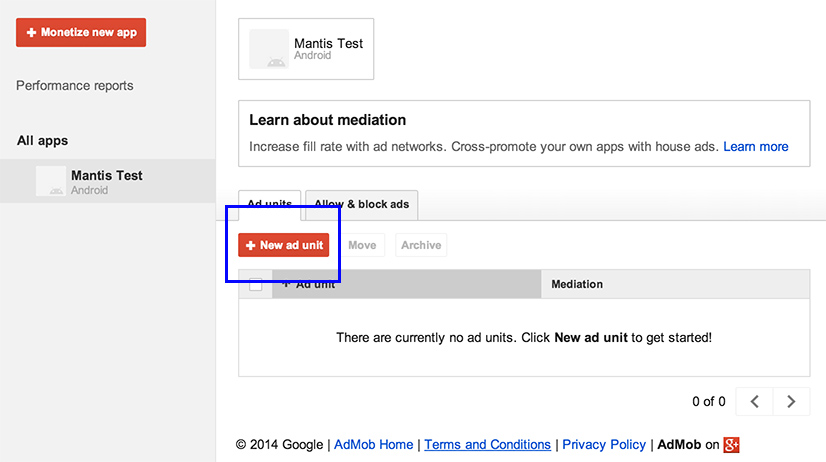 + Monetize new app
Performance reports
All apps
Mantis Test
Android
Mantis Test
Android
Learn about mediation
Increase fill rate with ad networks. Cross-promote your own apps with house ads. Learn more
Ad units Allow & block ads
+ New ad unit Move Archive
Ad unit Mediation
There are currently no ad units. Click New ad unit to get started!
0 of 0
© 2014 Google | AdMob Home | Terms and Conditions | Privacy Policy | AdMob on g+